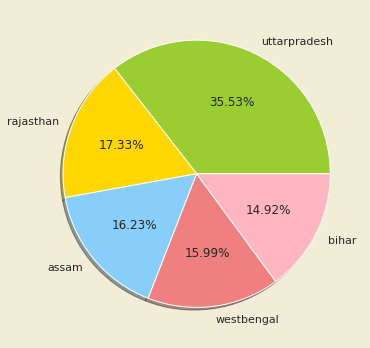 uttarpradesh
35.53%
rajasthan
17.33%
assam
16.23%
westbengal
15.99%
bihar
14.92%